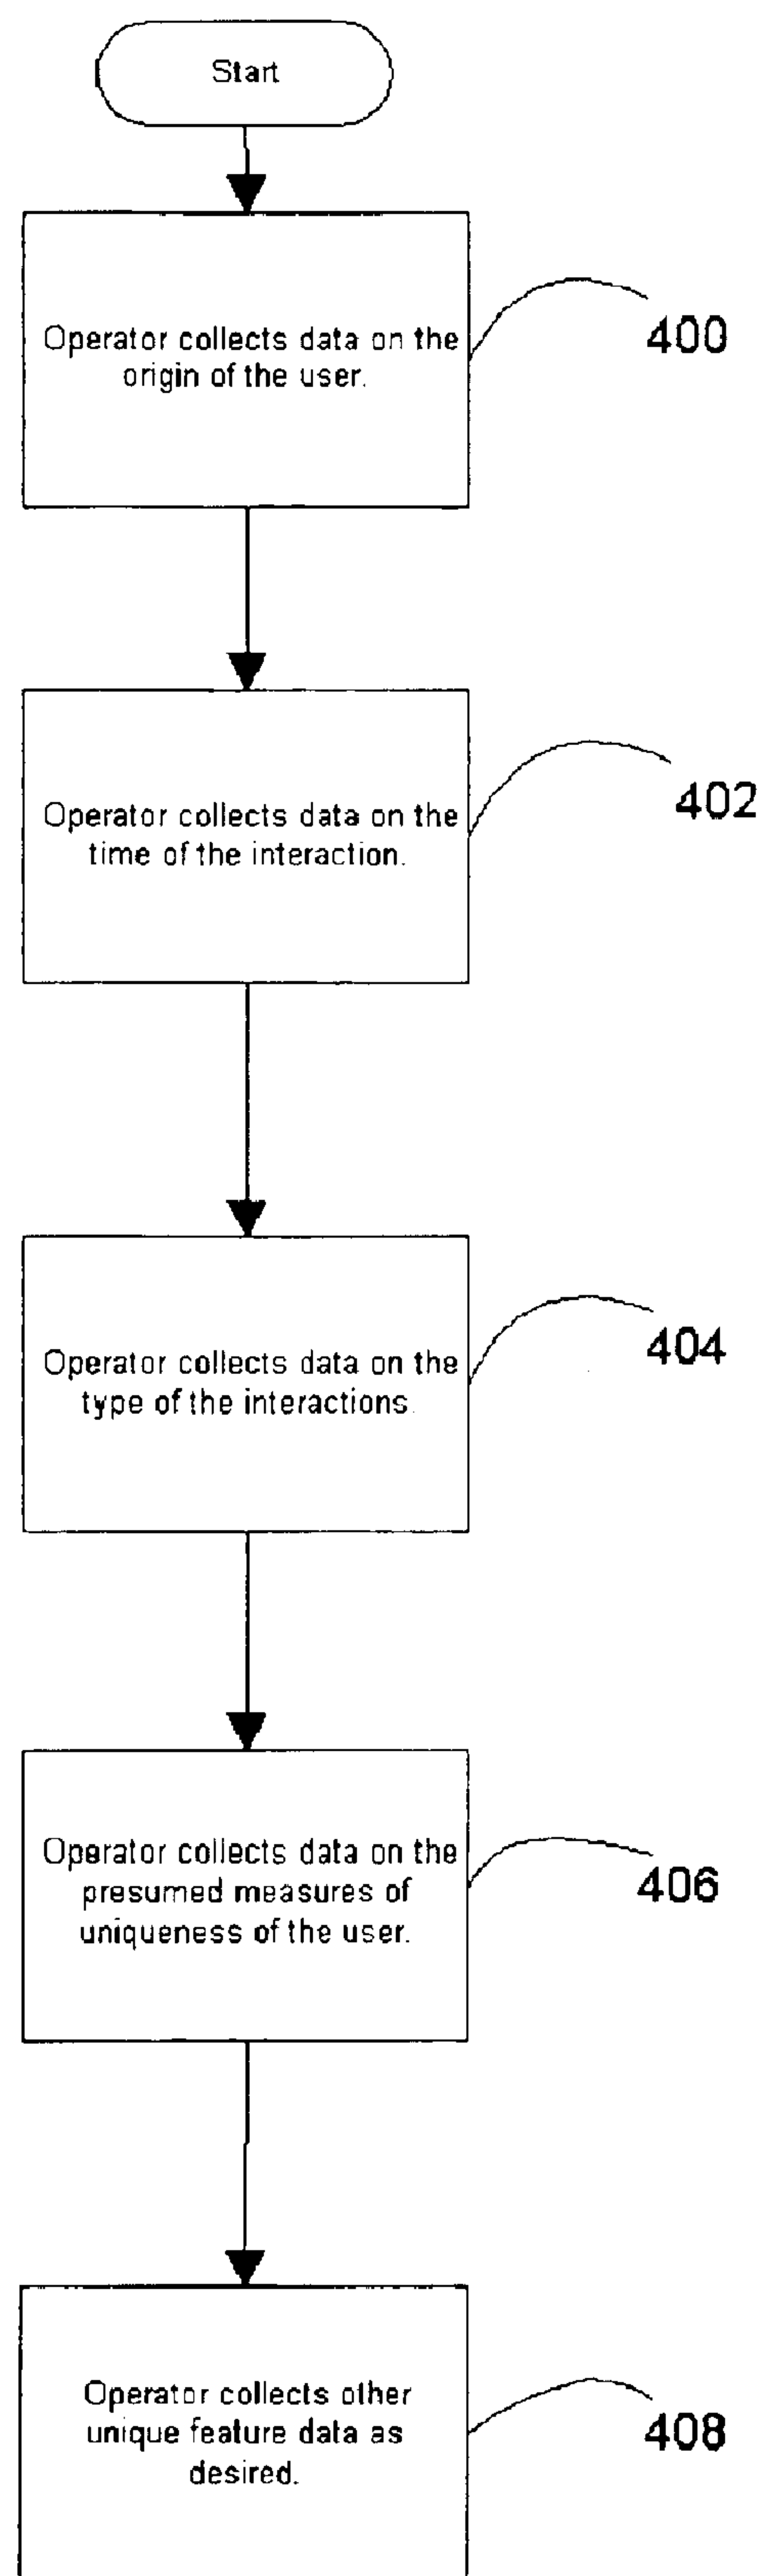 Start
Operator collects data on the
origin of the user.
400
Operator collects data on the
time of the interaction.
402
Operator collects data on the
type of the interactions.
404
Operator collects data on the
presumed measures of
uniqueness of the user.
406
Operator collects other
unique feature data as
desired.
408